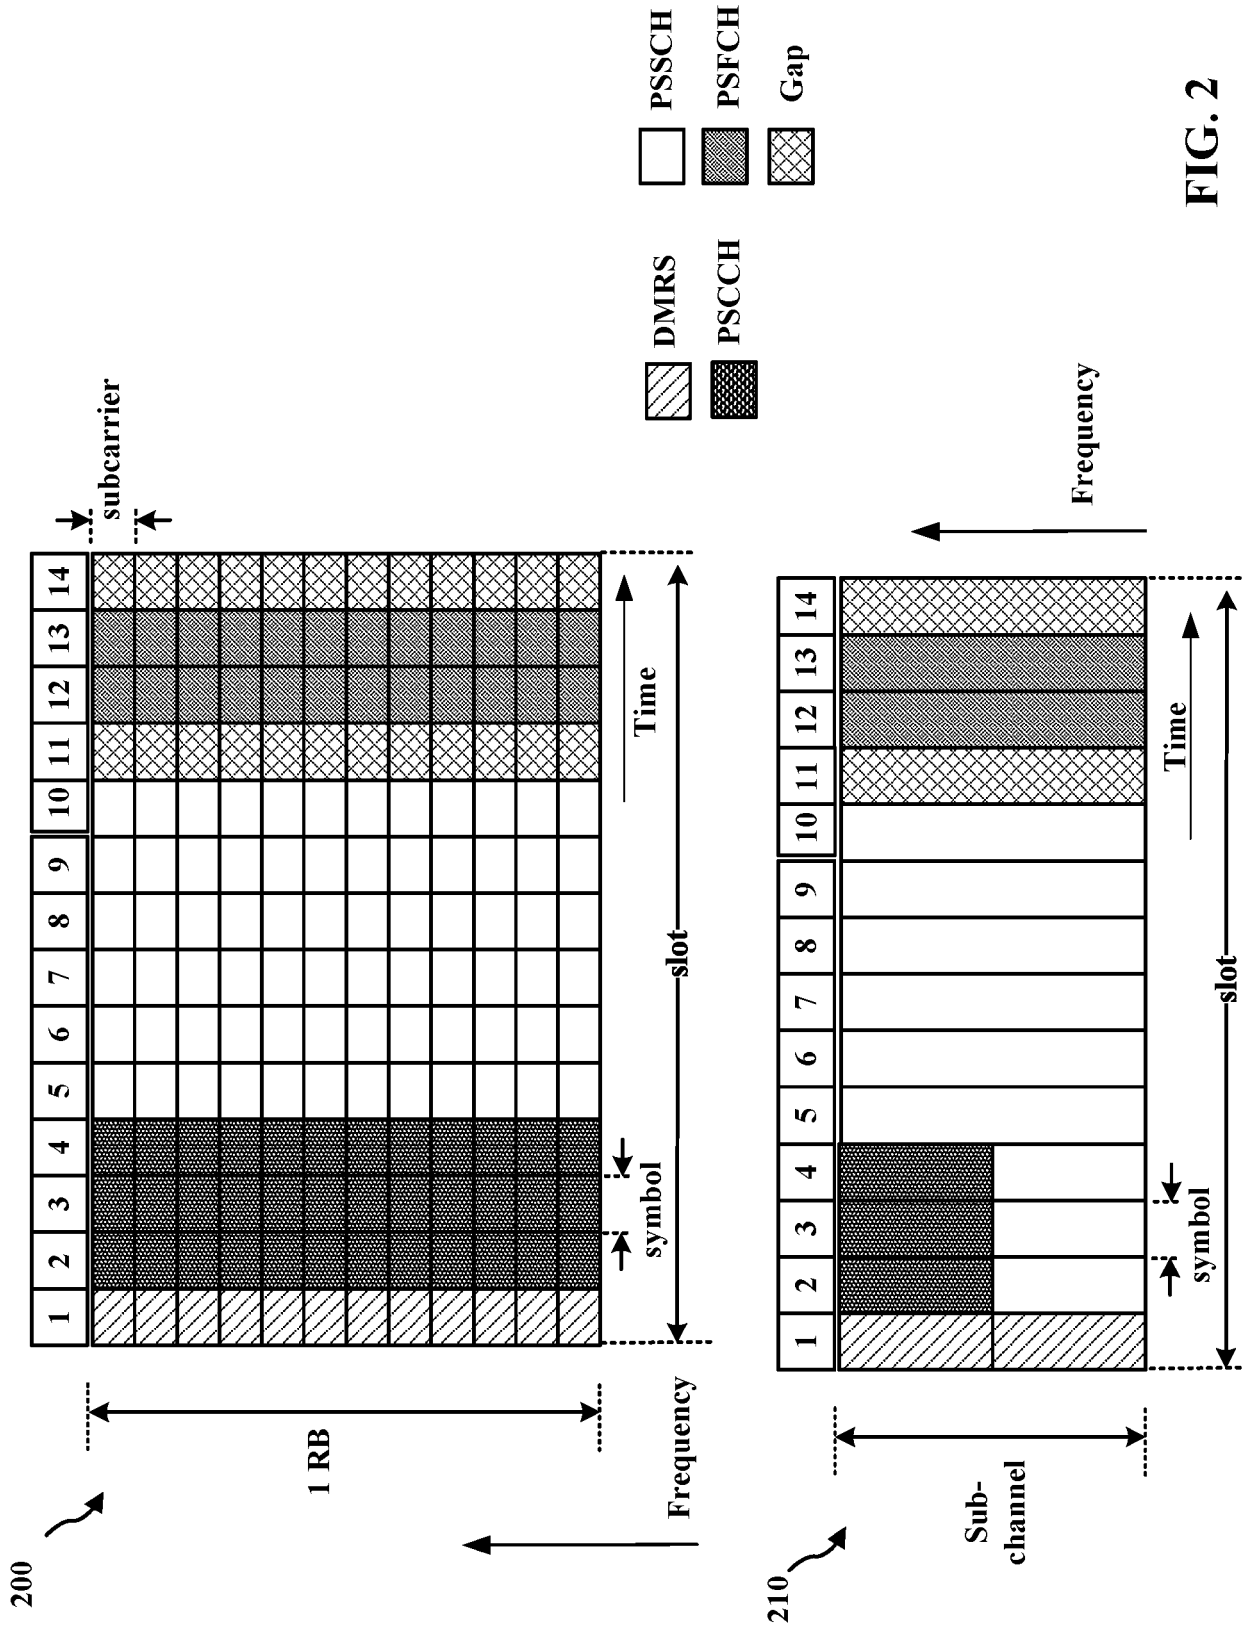 200
1 2 3 4 5 6 7 8 9 10 11 12 13 14
subcarrier
1 RB
Frequency
symbol
Time
slot
210
1 2 3 4 5 6 7 8 9 10 11 12 13 14
Sub-
channel
symbol
Time
slot
Frequency
DMRS
PSSCH
PSCCH
PSFCH
Gap
FIG. 2